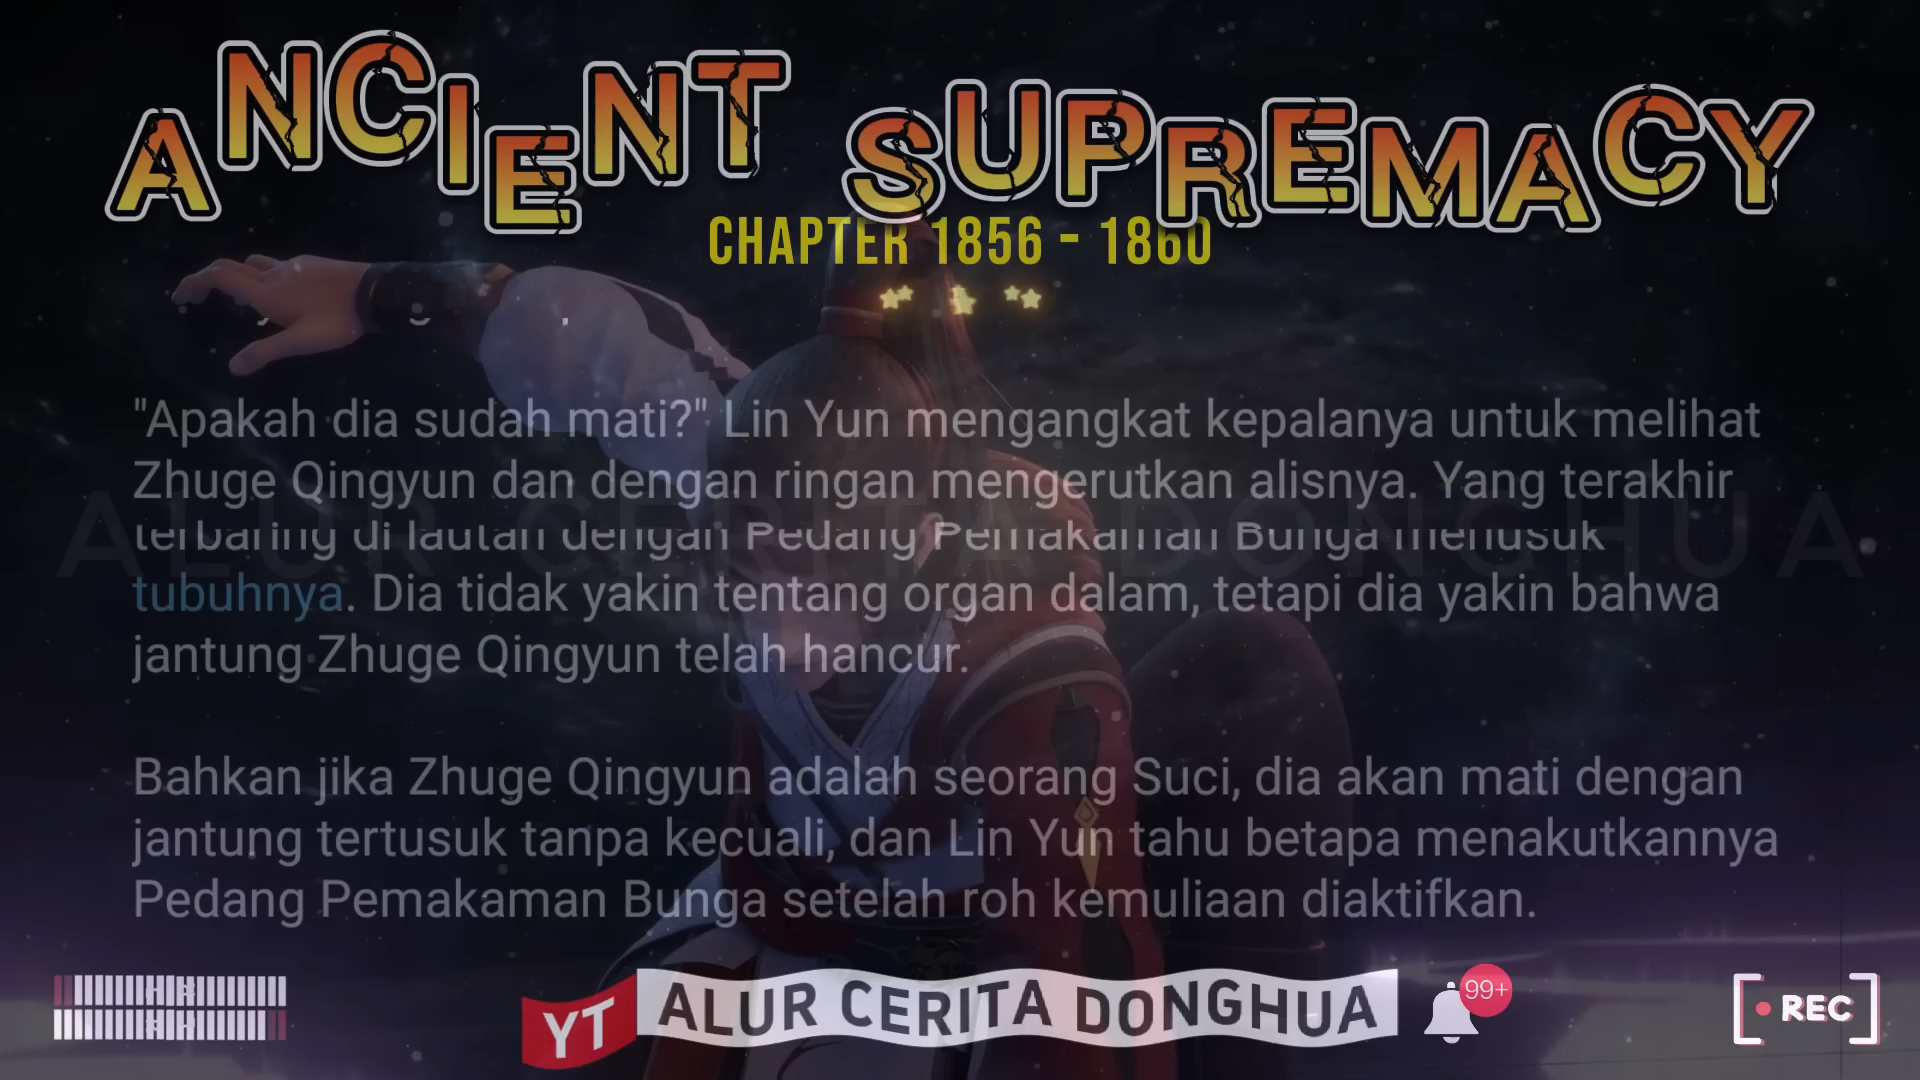 ANCIENT SUPREMACY
CHAPTER 1856 - 1860
"Apakah dia sudah mati?" Lin Yun mengangkat kepalanya untuk melihat
Zhuge Qingyun dan dengan ringan mengerutkan alisnya. Yang terakhir
terbaring di lautan dengan Pedang Pemakaman Bunga menusuk
ALUR CERITA DONGHUA
tubuhnya. Dia tidak yakin tentang organ dalam, tetapi dia yakin bahwa
jantung Zhuge Qingyun telah hancur.
Bahkan jika Zhuge Qingyun adalah seorang Suci, dia akan mati dengan
jantung tertusuk tanpa kecuali, dan Lin Yun tahu betapa menakutkannya
Pedang Pemakaman Bunga setelah roh kemuliaan diaktifkan.
YT ALUR CERITA DONGHUA
99+
REC